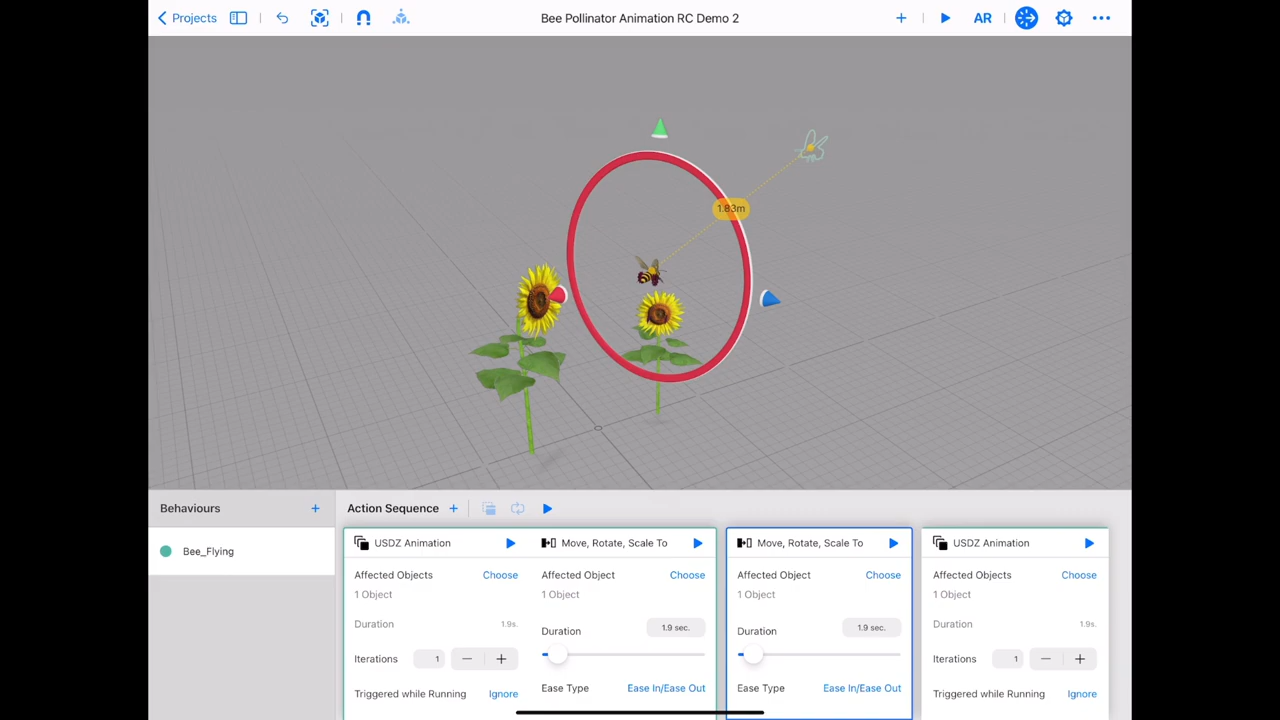 Projects
Bee Pollinator Animation RC Demo 2
AR
1.83m
Behaviours
Bee_Flying
Action Sequence
USDZ Animation
Affected Objects
Choose
1 Object
Duration
1.9s.
Iterations
1
Triggered while Running
Ignore
Move, Rotate, Scale To
Affected Object
Choose
1 Object
Duration
1.9 sec.
Ease Type
Ease In/Ease Out
Move, Rotate, Scale To
Affected Object
Choose
1 Object
Duration
1.9 sec.
Ease Type
Ease In/Ease Out
USDZ Animation
Affected Objects
Choose
1 Object
Duration
1.9s.
Iterations
1
Triggered while Running
Ignore